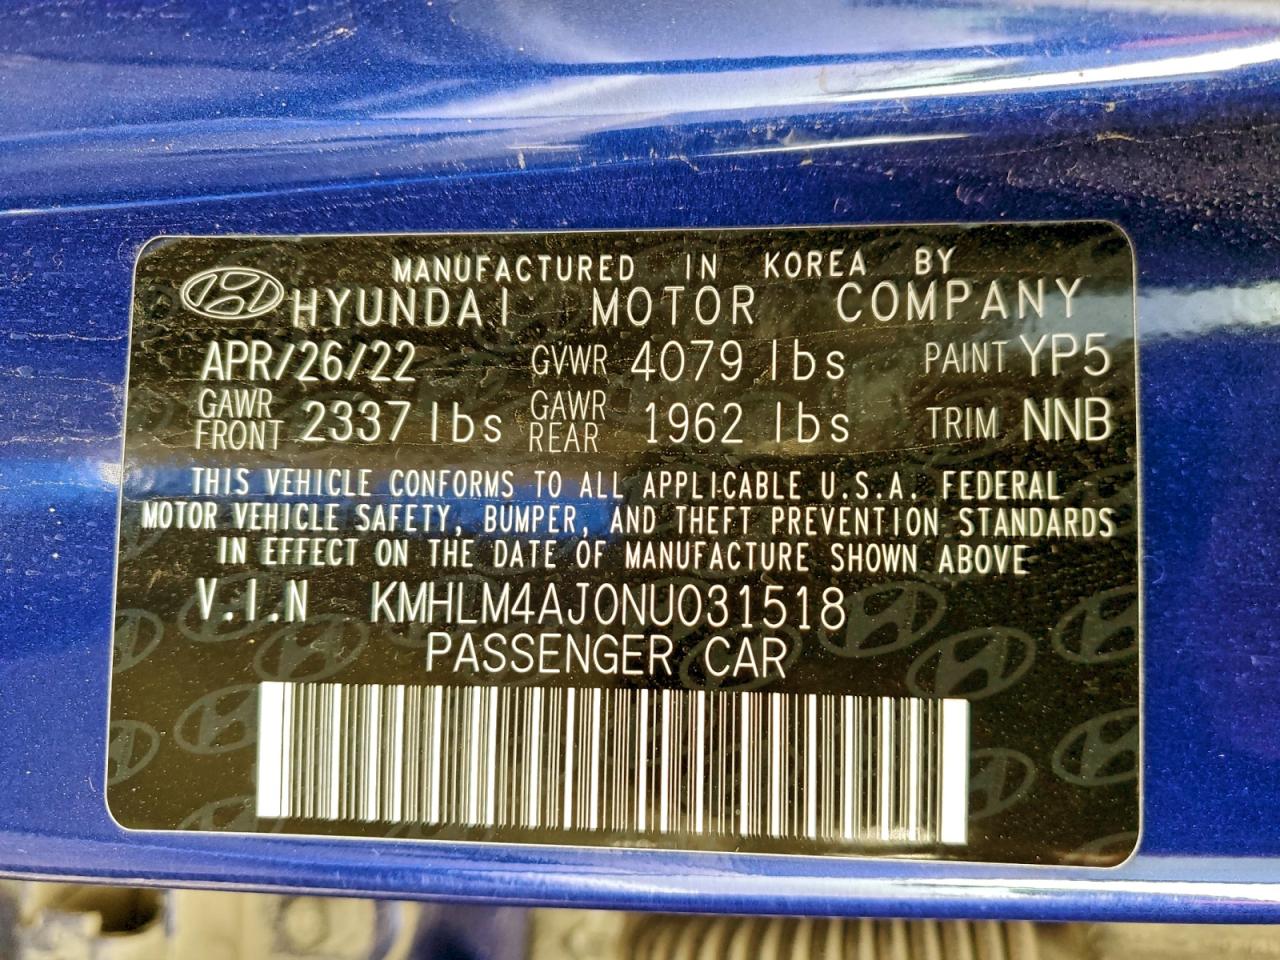 MANUFACTURED IN KOREA BY
HYUNDAI MOTOR COMPANY
APR/26/22 GVWR 4079 lbs PAINT YP5
GAWR FRONT 2337 lbs GAWR REAR 1962 lbs TRIM NNB
THIS VEHICLE CONFORMS TO ALL APPLICABLE U.S.A. FEDERAL
MOTOR VEHICLE SAFETY, BUMPER, AND THEFT PREVENTION STANDARDS
IN EFFECT ON THE DATE OF MANUFACTURE SHOWN ABOVE
V.I.N KMHLM4AJ0NU031518
PASSENGER CAR